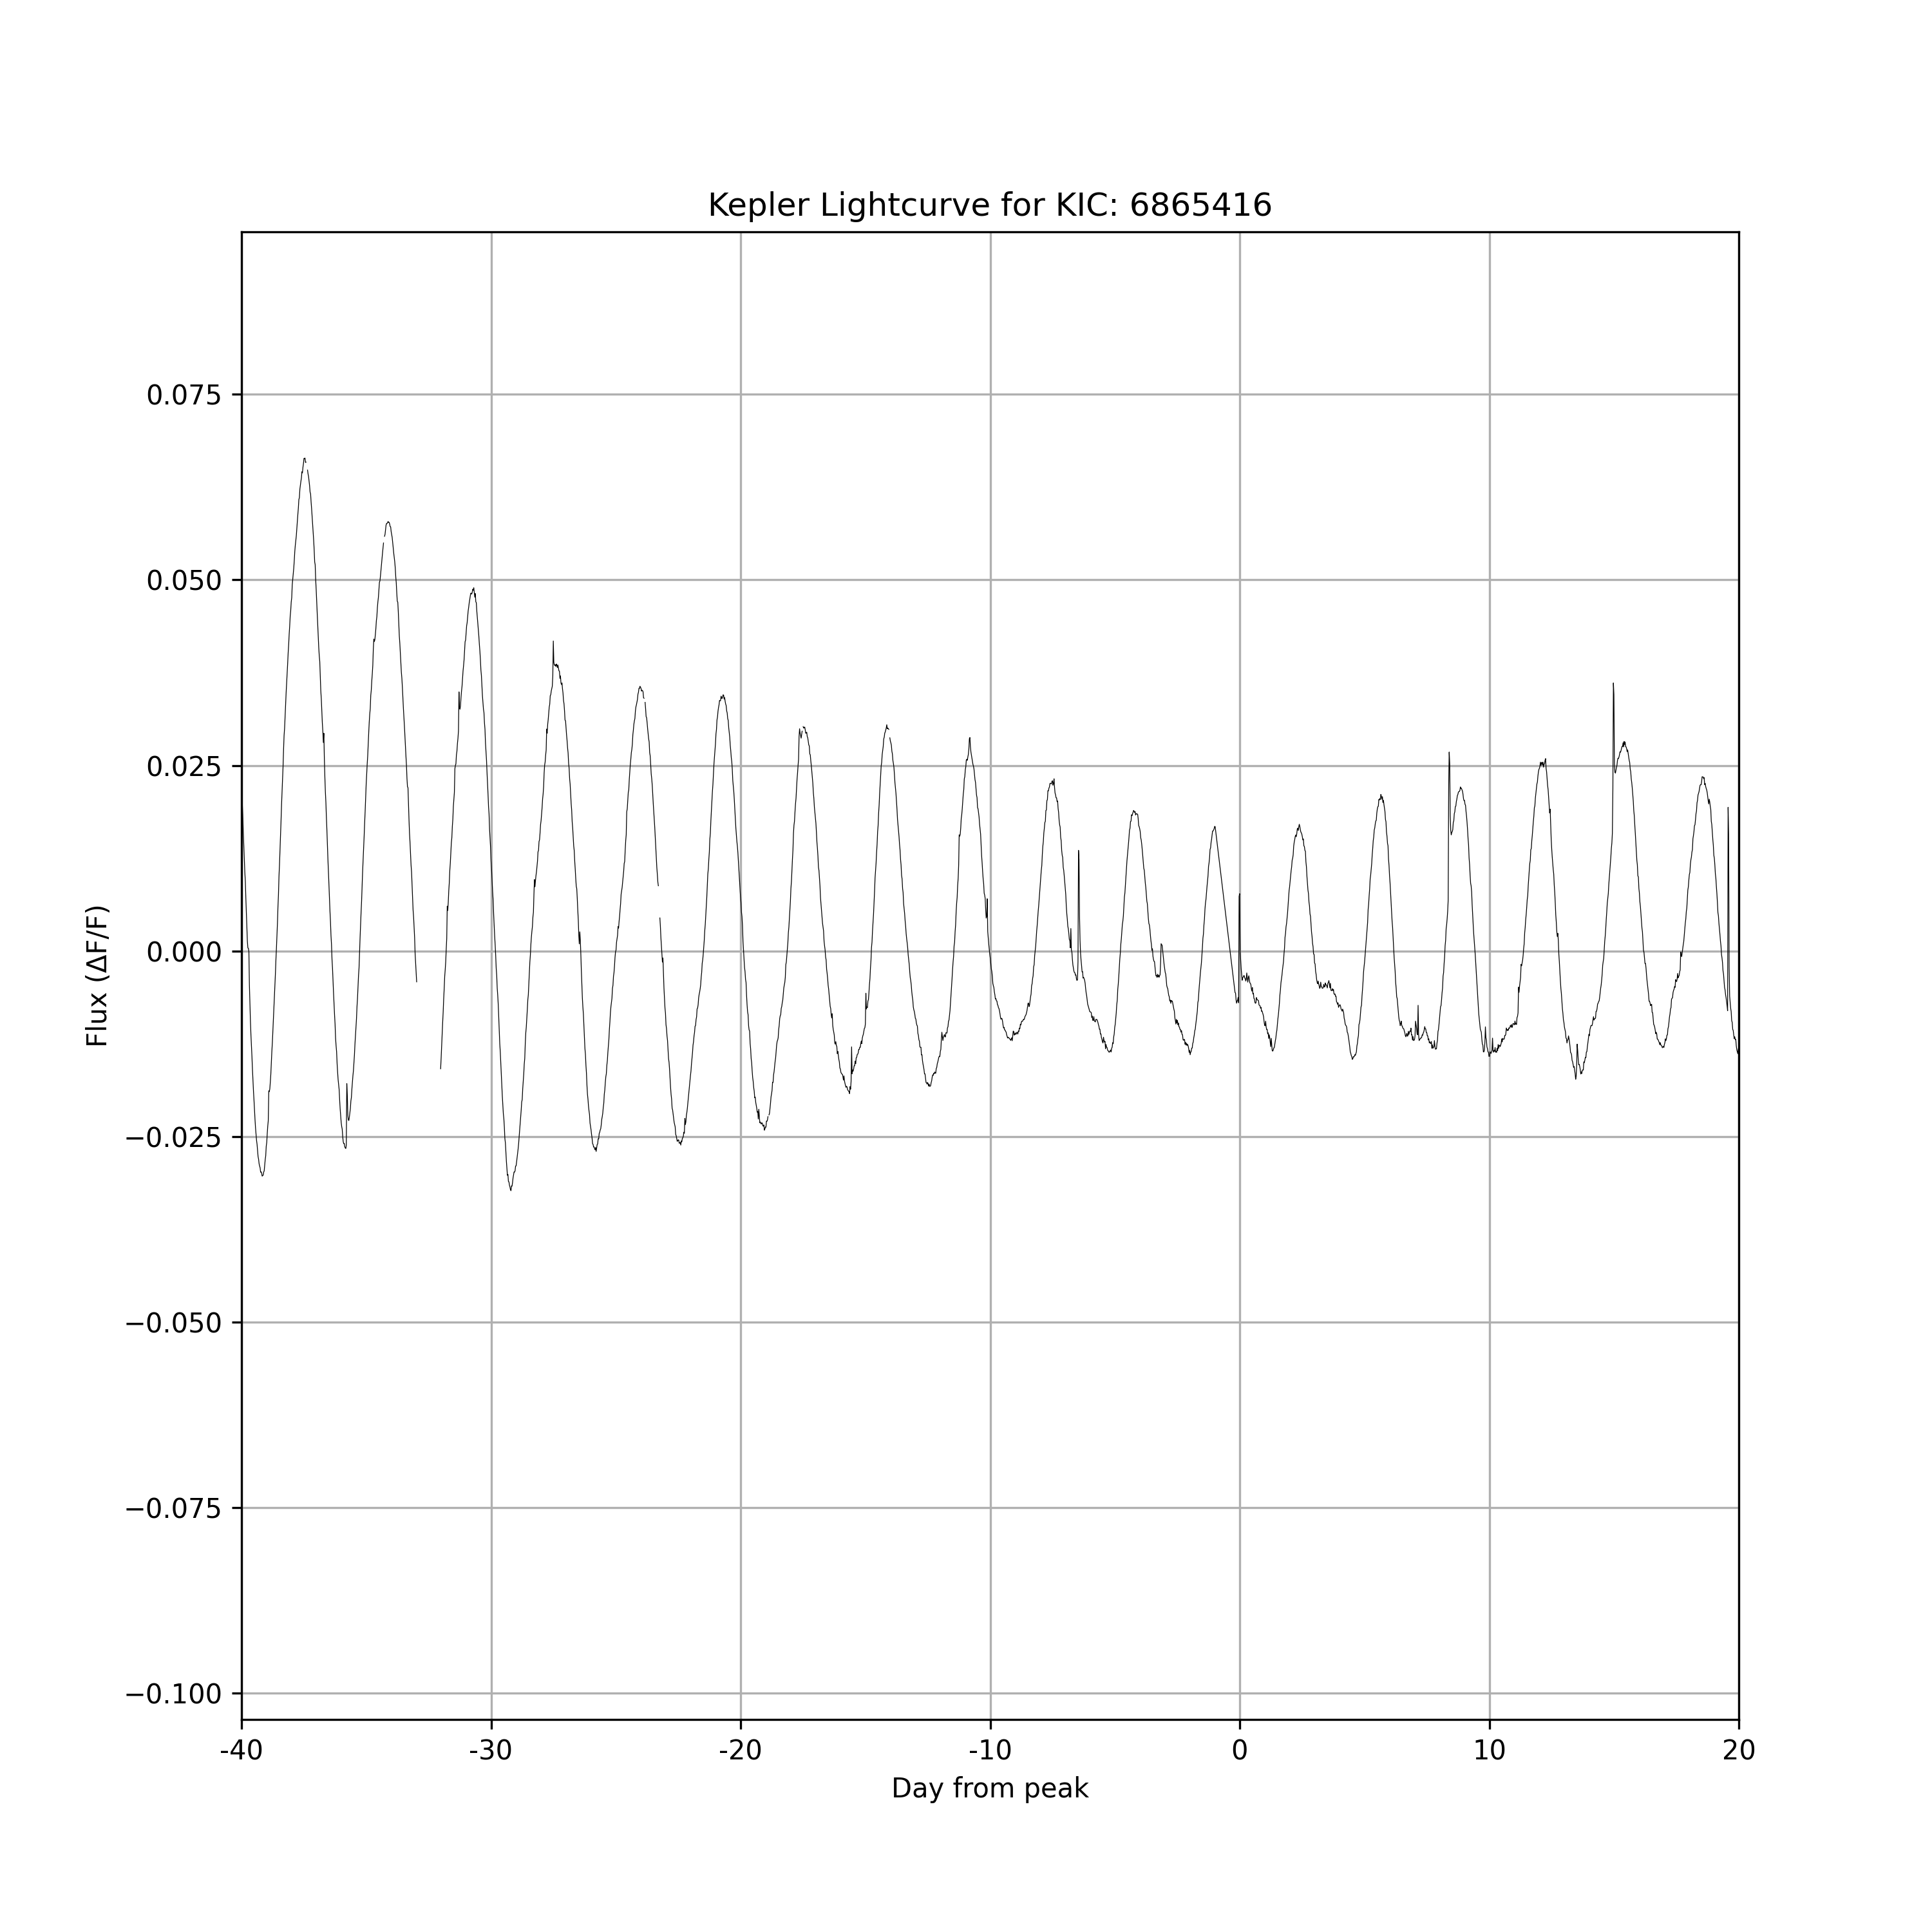 Kepler Lightcurve for KIC: 6865416
0.075
0.050
0.025
0.000
−0.025
−0.050
−0.075
−0.100
Flux (ΔF/F)
-40 -30 -20 -10 0 10 20
Day from peak